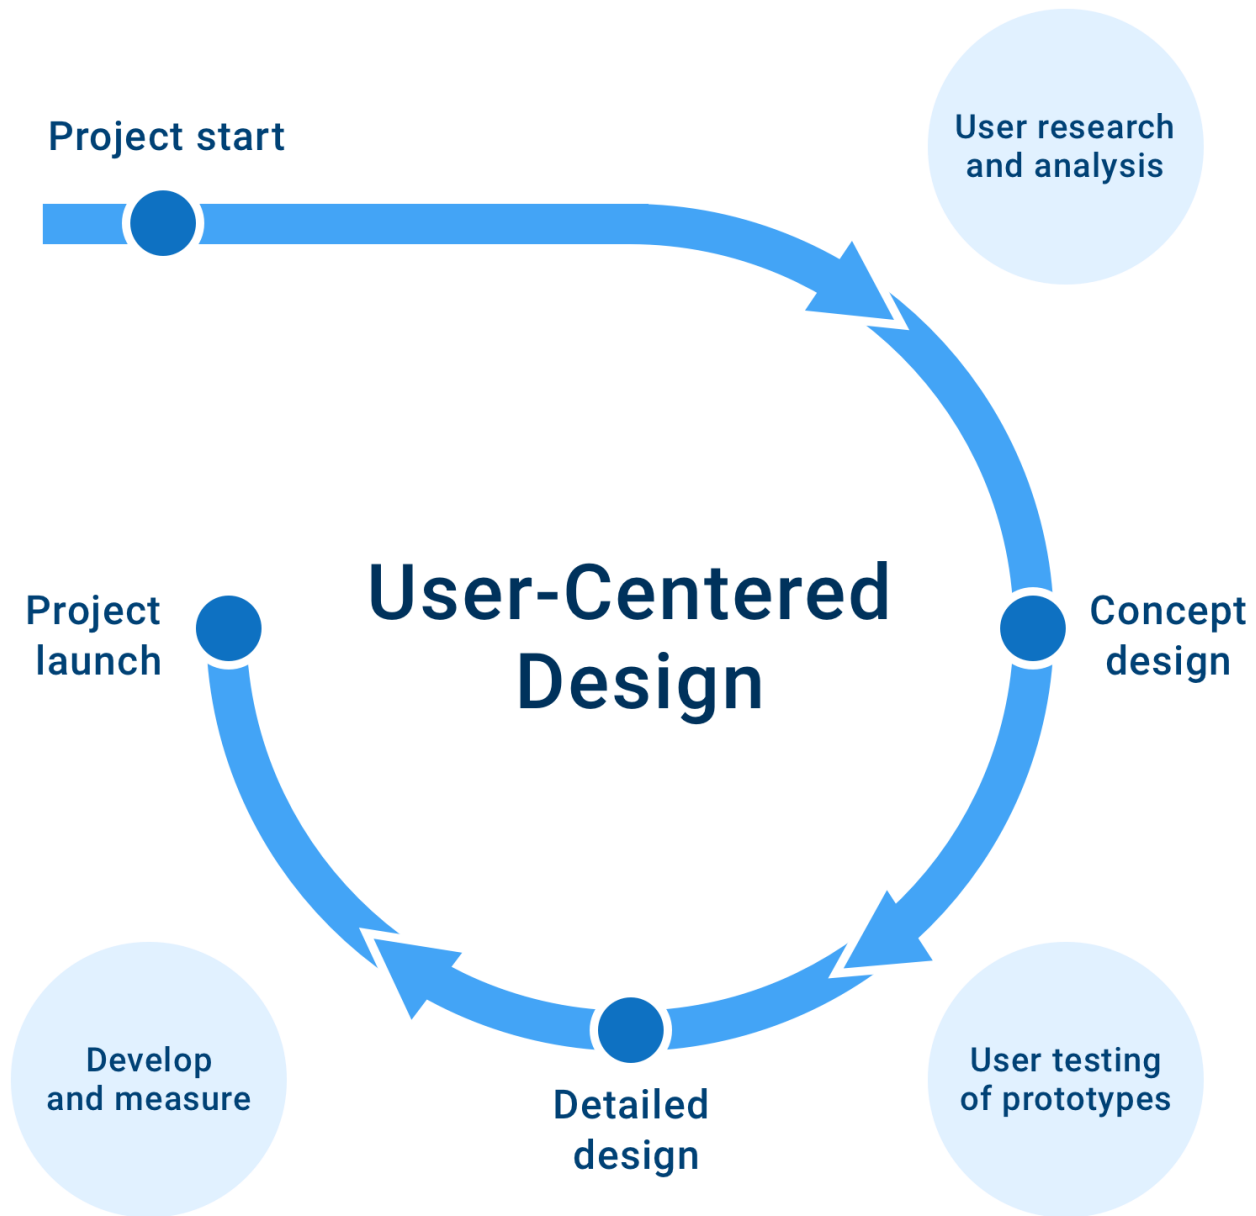 Project start
User research
and analysis
User-Centered
Design
Project
launch
Concept
design
Develop
and measure
Detailed
design
User testing
of prototypes